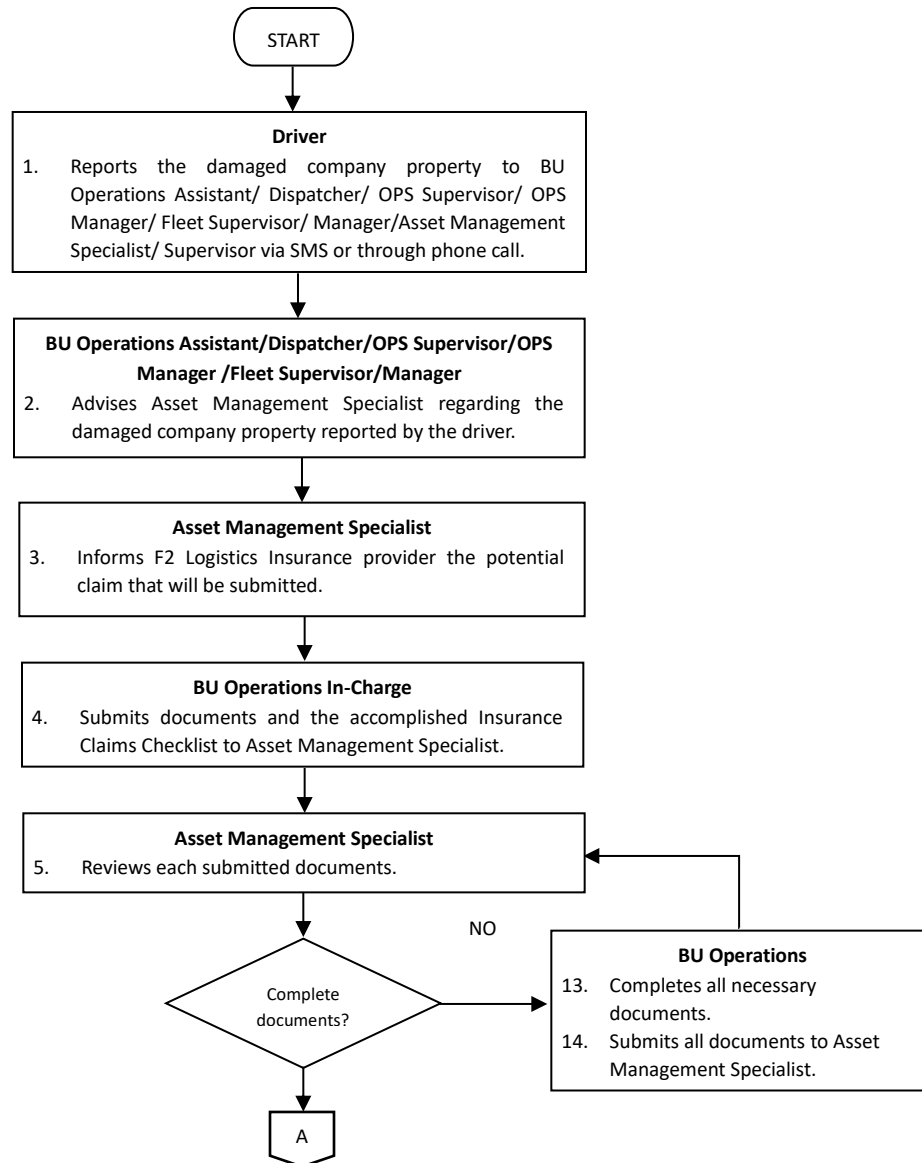 START
Driver
1. Reports the damaged company property to BU
Operations Assistant/ Dispatcher/ OPS Supervisor/ OPS
Manager/ Fleet Supervisor/ Manager/Asset Management
Specialist/ Supervisor via SMS or through phone call.
BU Operations Assistant/Dispatcher/OPS Supervisor/OPS
Manager /Fleet Supervisor/Manager
2. Advises Asset Management Specialist regarding the
damaged company property reported by the driver.
Asset Management Specialist
3. Informs F2 Logistics Insurance provider the potential
claim that will be submitted.
BU Operations In-Charge
4. Submits documents and the accomplished Insurance
Claims Checklist to Asset Management Specialist.
Asset Management Specialist
5. Reviews each submitted documents.
Complete
documents?
NO
BU Operations
13. Completes all necessary
documents.
14. Submits all documents to Asset
Management Specialist.
A